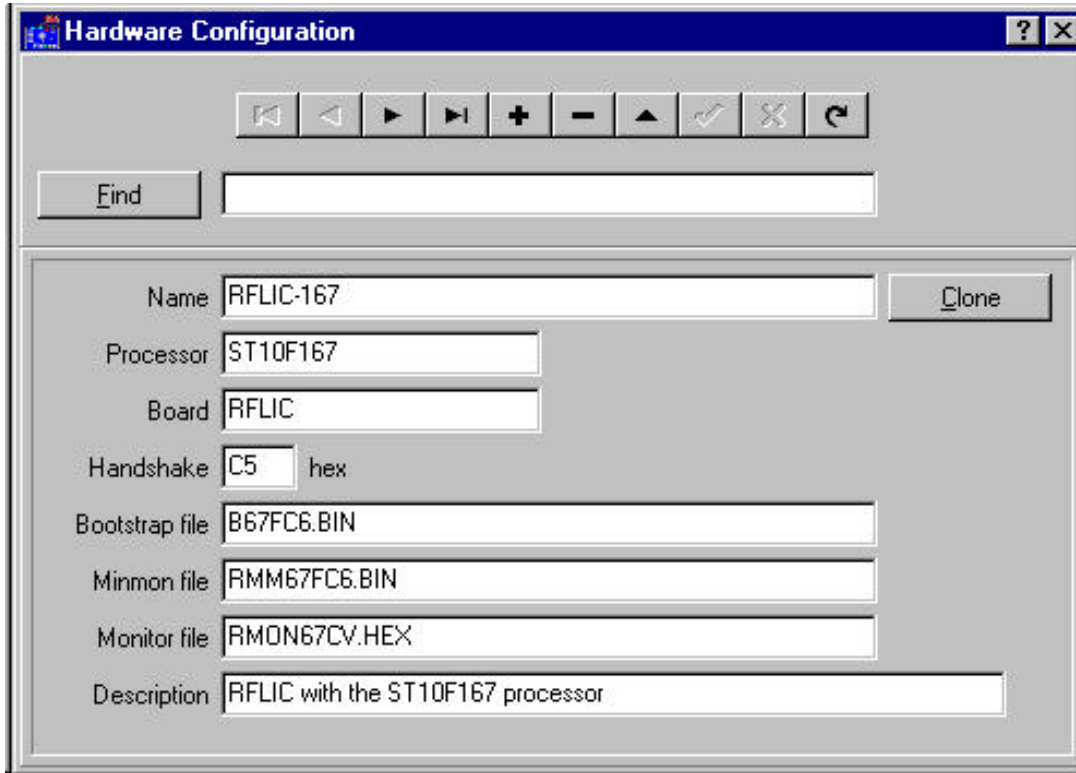 Hardware Configuration
Find
Name RFLIC-167 Clone
Processor ST10F167
Board RFLIC
Handshake C5 hex
Bootstrap file B67FC6.BIN
Minmon file RMM67FC6.BIN
Monitor file RMON67CV.HEX
Description RFLIC with the ST10F167 processor